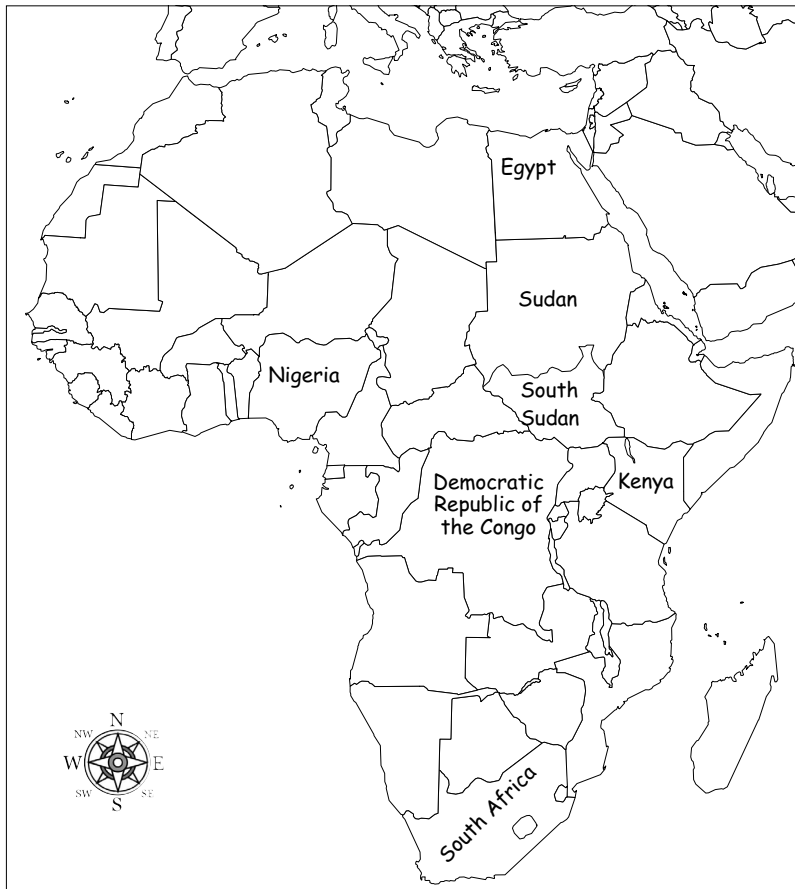 Egypt
Sudan
Nigeria
South
Sudan
Democratic
Republic of
the Congo
Kenya
South Africa
N
NW
NE
W
E
SW
SE
S